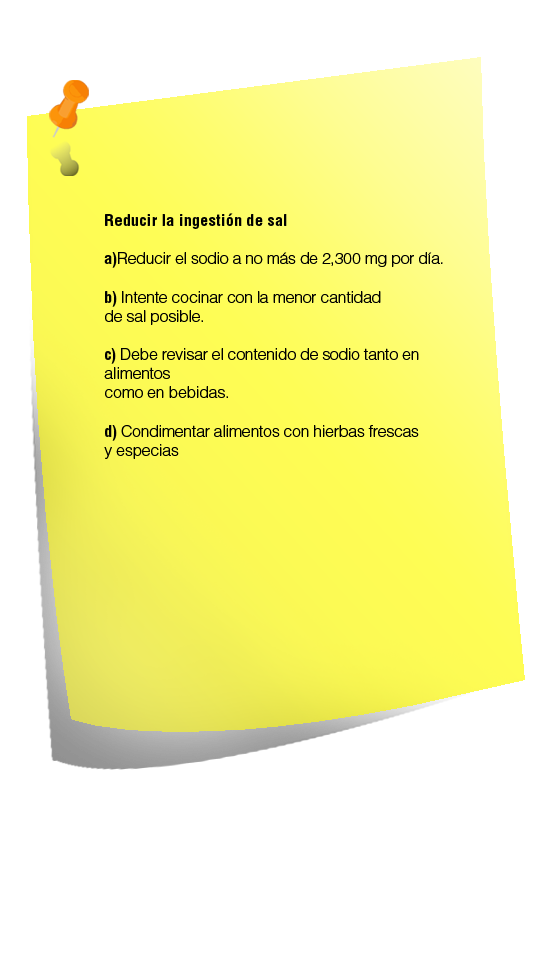 Reducir la ingestión de sal
a)Reducir el sodio a no más de 2,300 mg por día.
b) Intente cocinar con la menor cantidad
de sal posible.
c) Debe revisar el contenido de sodio tanto en
alimentos
como en bebidas.
d) Condimentar alimentos con hierbas frescas
y especias